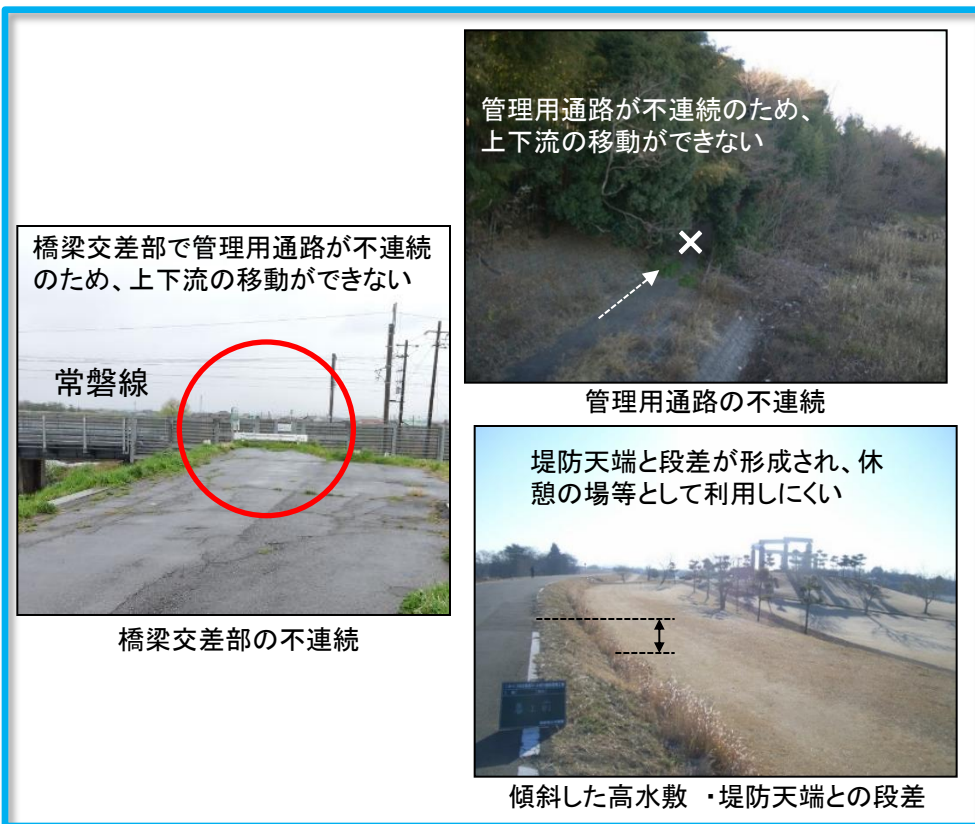 管理用通路が不連続のため、
上下流の移動ができない
管理用通路の不連続
橋梁交差部で管理用通路が不連続
のため、上下流の移動ができない
常磐線
橋梁交差部の不連続
堤防天端と段差が形成され、休
憩の場等として利用しにくい
傾斜した高水敷 ・堤防天端との段差